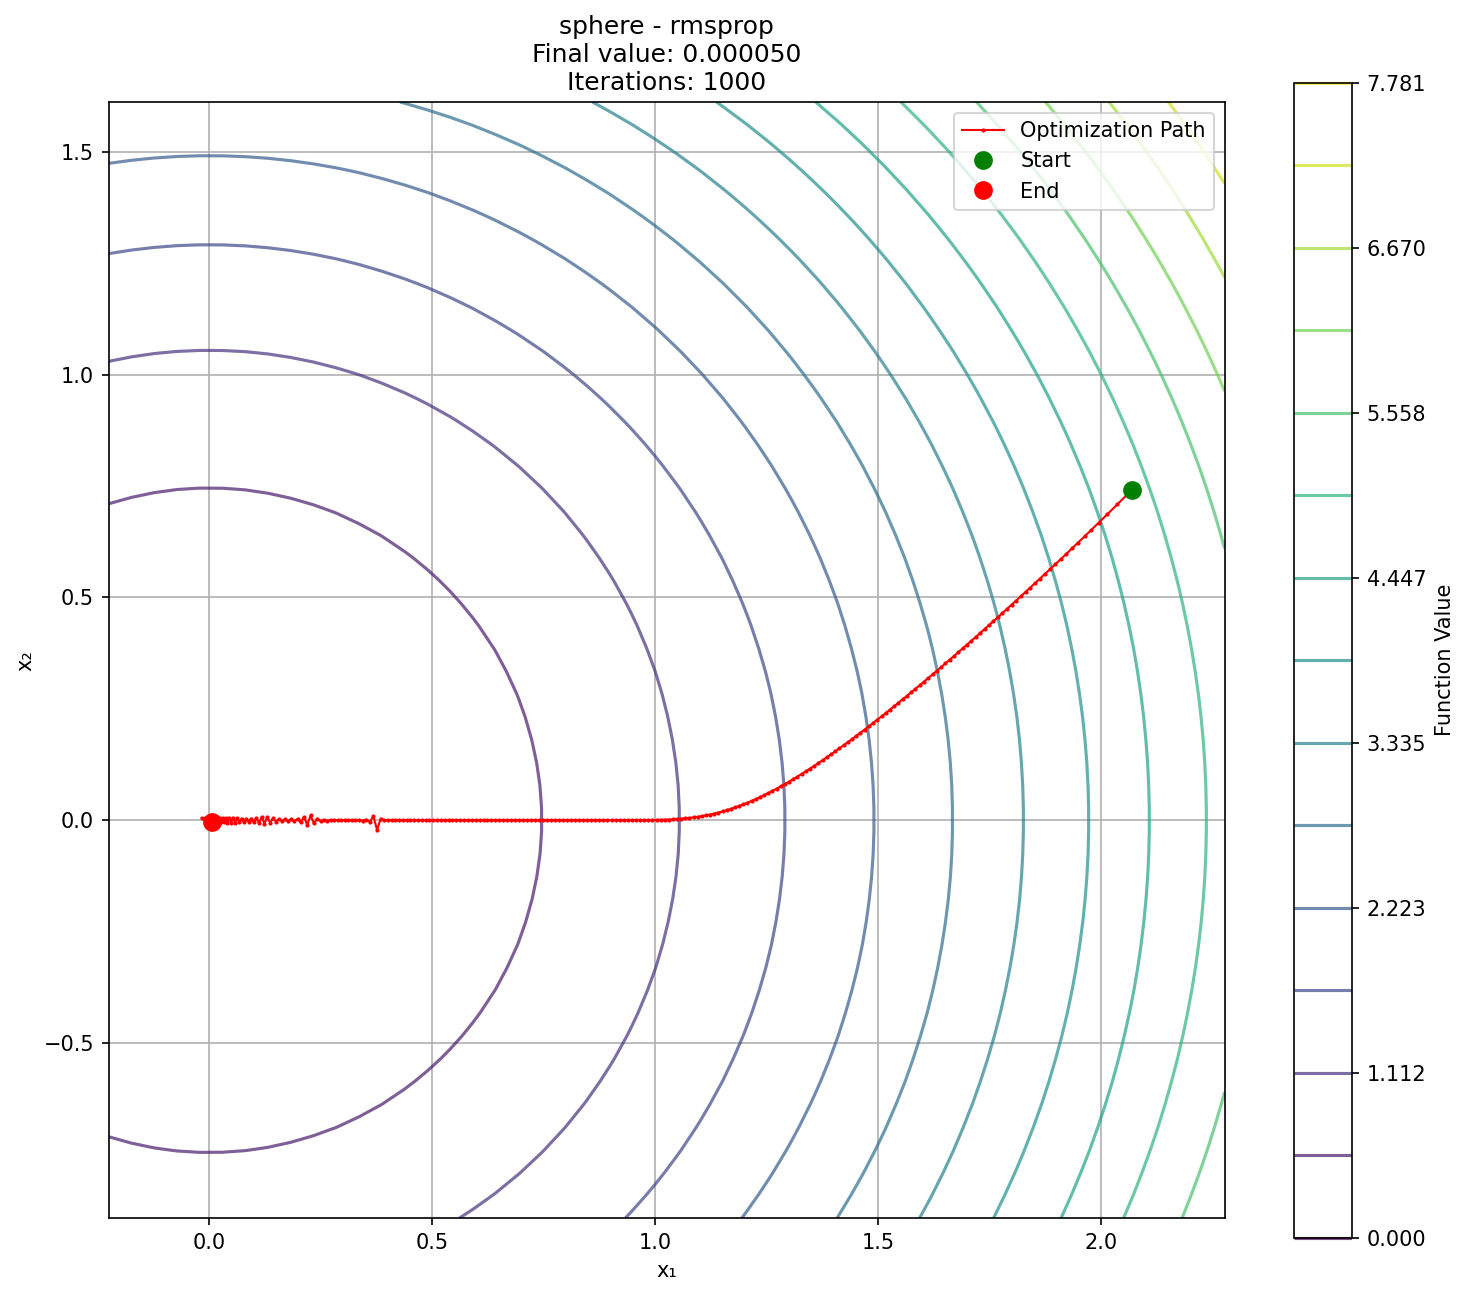 sphere - rmsprop
Final value: 0.000050
Iterations: 1000
Optimization Path
Start
End
1.5
1.0
0.5
0.0
−0.5
x₂
0.0
0.5
1.0
1.5
2.0
x₁
7.781
6.670
5.558
4.447
3.335
2.223
1.112
0.000
Function Value